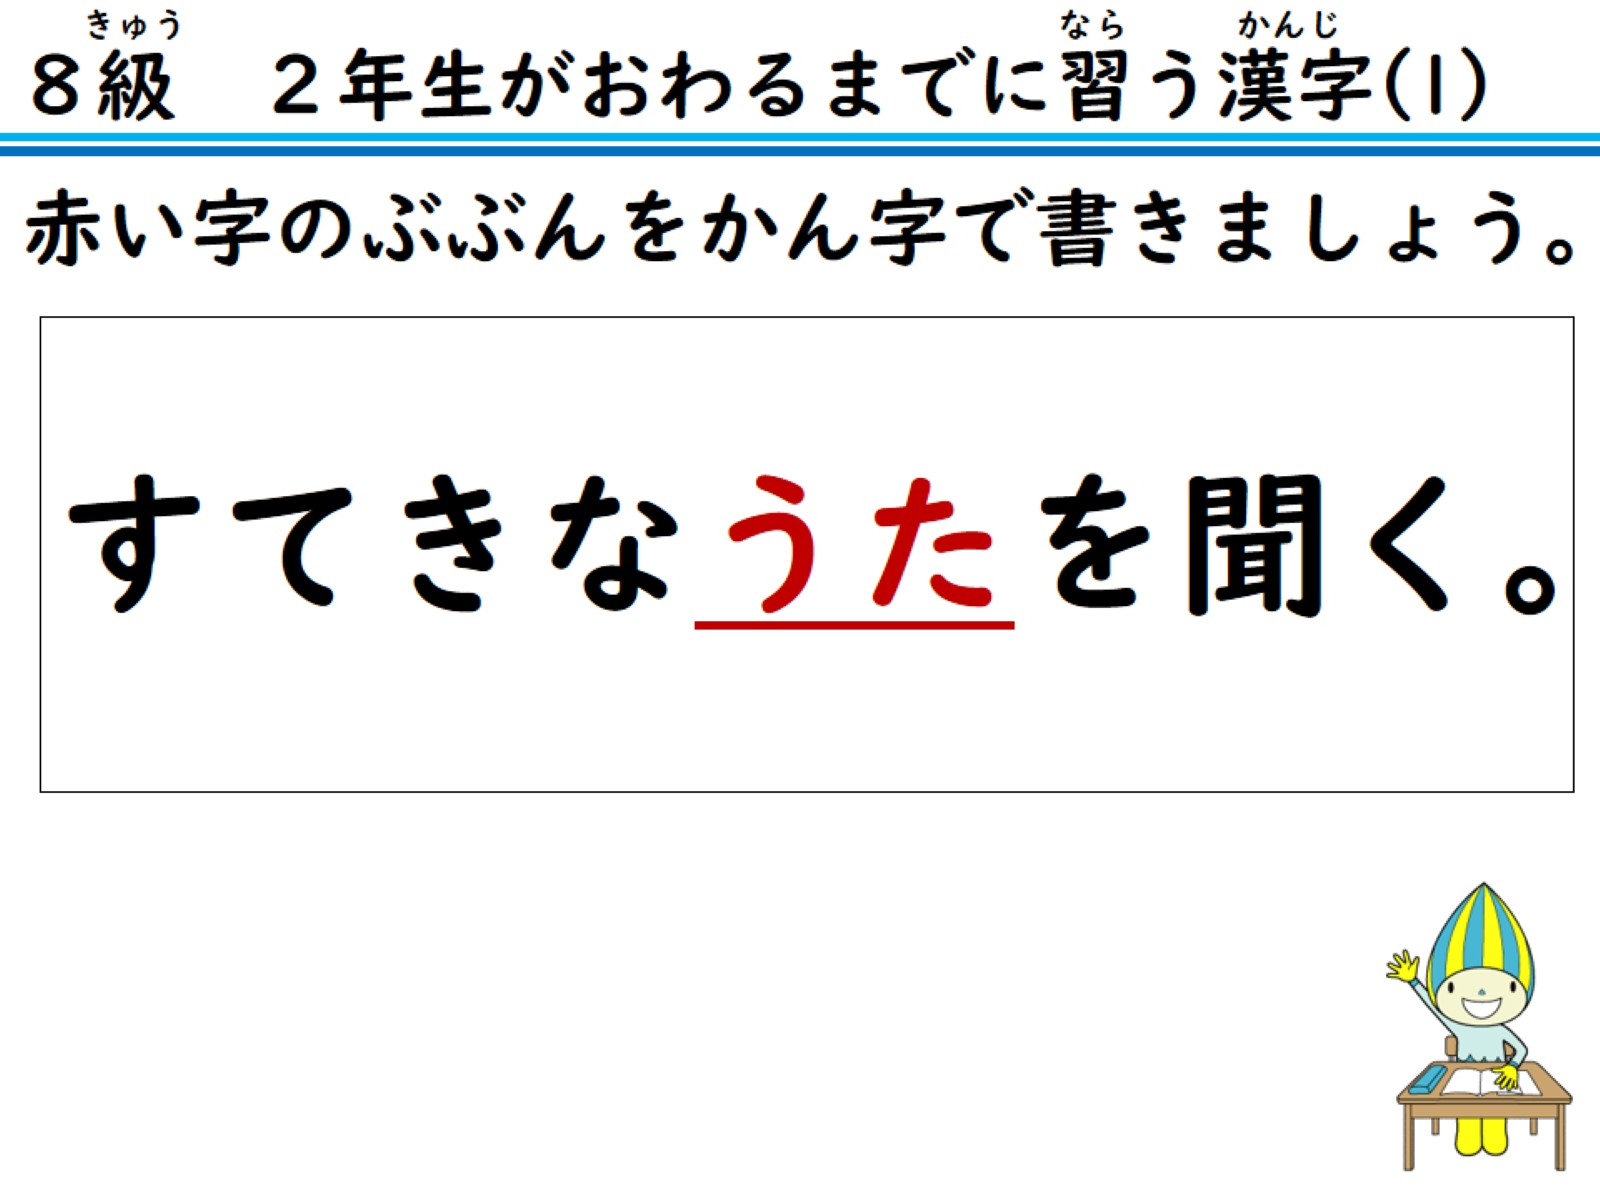 きゅう なら かんじ
８級　２年生がおわるまでに習う漢字(1)
赤い字のぶぶんをかん字で書きましょう。
すてきなうたを聞く。